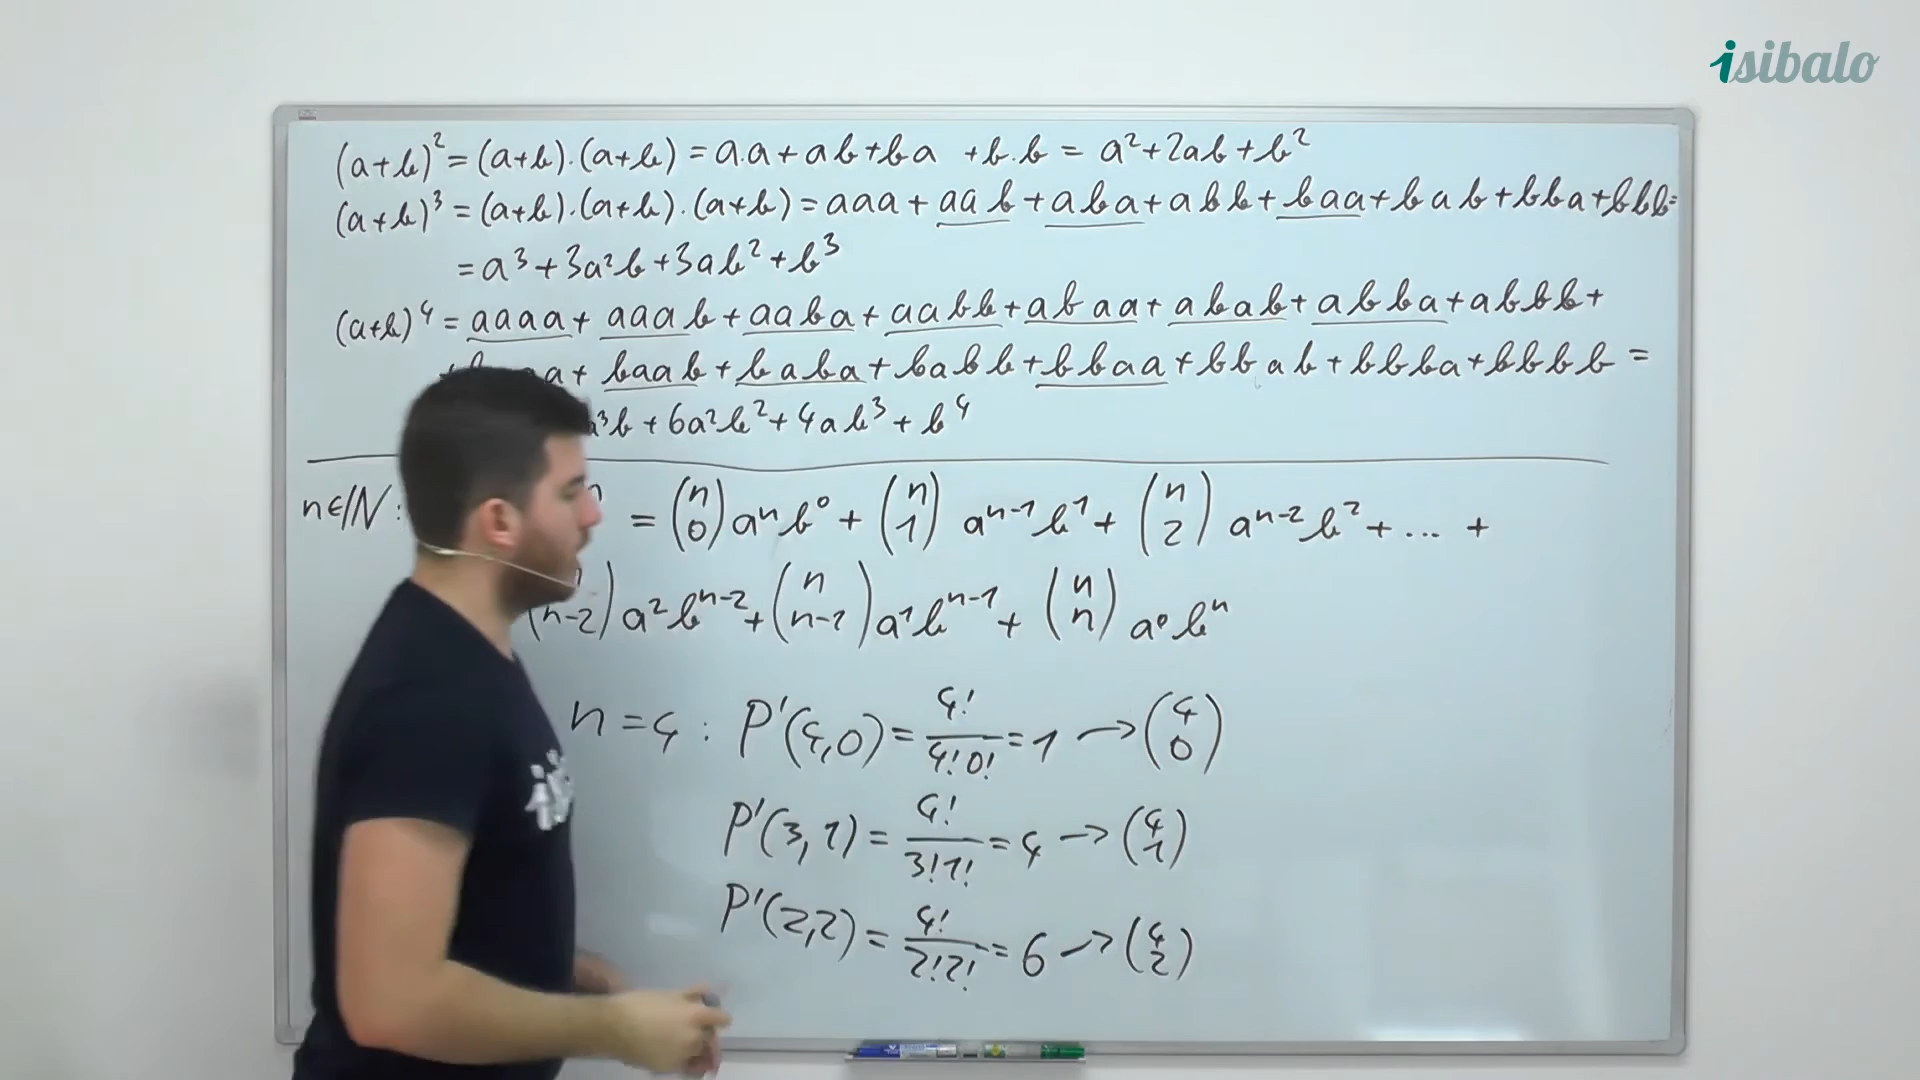 isibalo
(a+b)² = (a+b).(a+b) = a.a + ab + ba + b.b = a² + 2ab + b²
(a+b)³ = (a+b).(a+b).(a+b) = aaa + aab + aba + abb + baa + bab + bba + bbb =
= a³ + 3a²b + 3ab² + b³
(a+b)⁴ = aaaa + aaab + aaba + aabb + abaa + abab + abba + abbb +
a + baab + baba + babb + bbaa + bbab + bbba + bbbb =
a³b + 6a²b² + 4ab³ + b⁴
n∈ℕ: n = (n 0) aⁿb⁰ + (n 1) aⁿ⁻¹b¹ + (n 2) aⁿ⁻²b² + ... +
n-2) a²bⁿ⁻² + (n n-1) a¹bⁿ⁻¹ + (n n) a⁰bⁿ
n=4: P'(4,0) = 4!/4!0! = 1 → (4 0)
P'(3,1) = 4!/3!1! = 4 → (4 1)
P'(2,2) = 4!/2!2! = 6 → (4 2)